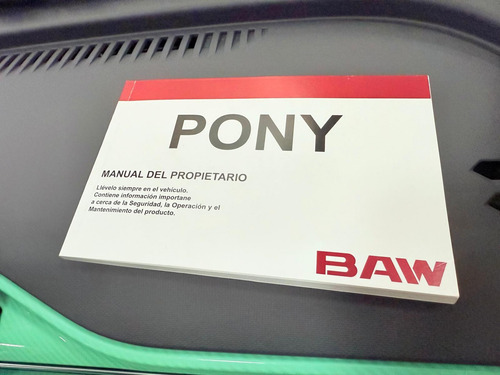 PONY
MANUAL DEL PROPIETARIO
Llévelo siempre en el vehículo.
Contiene información importane
a cerca de la Seguridad, la Operación y el
Mantenimiento del producto.
BAW